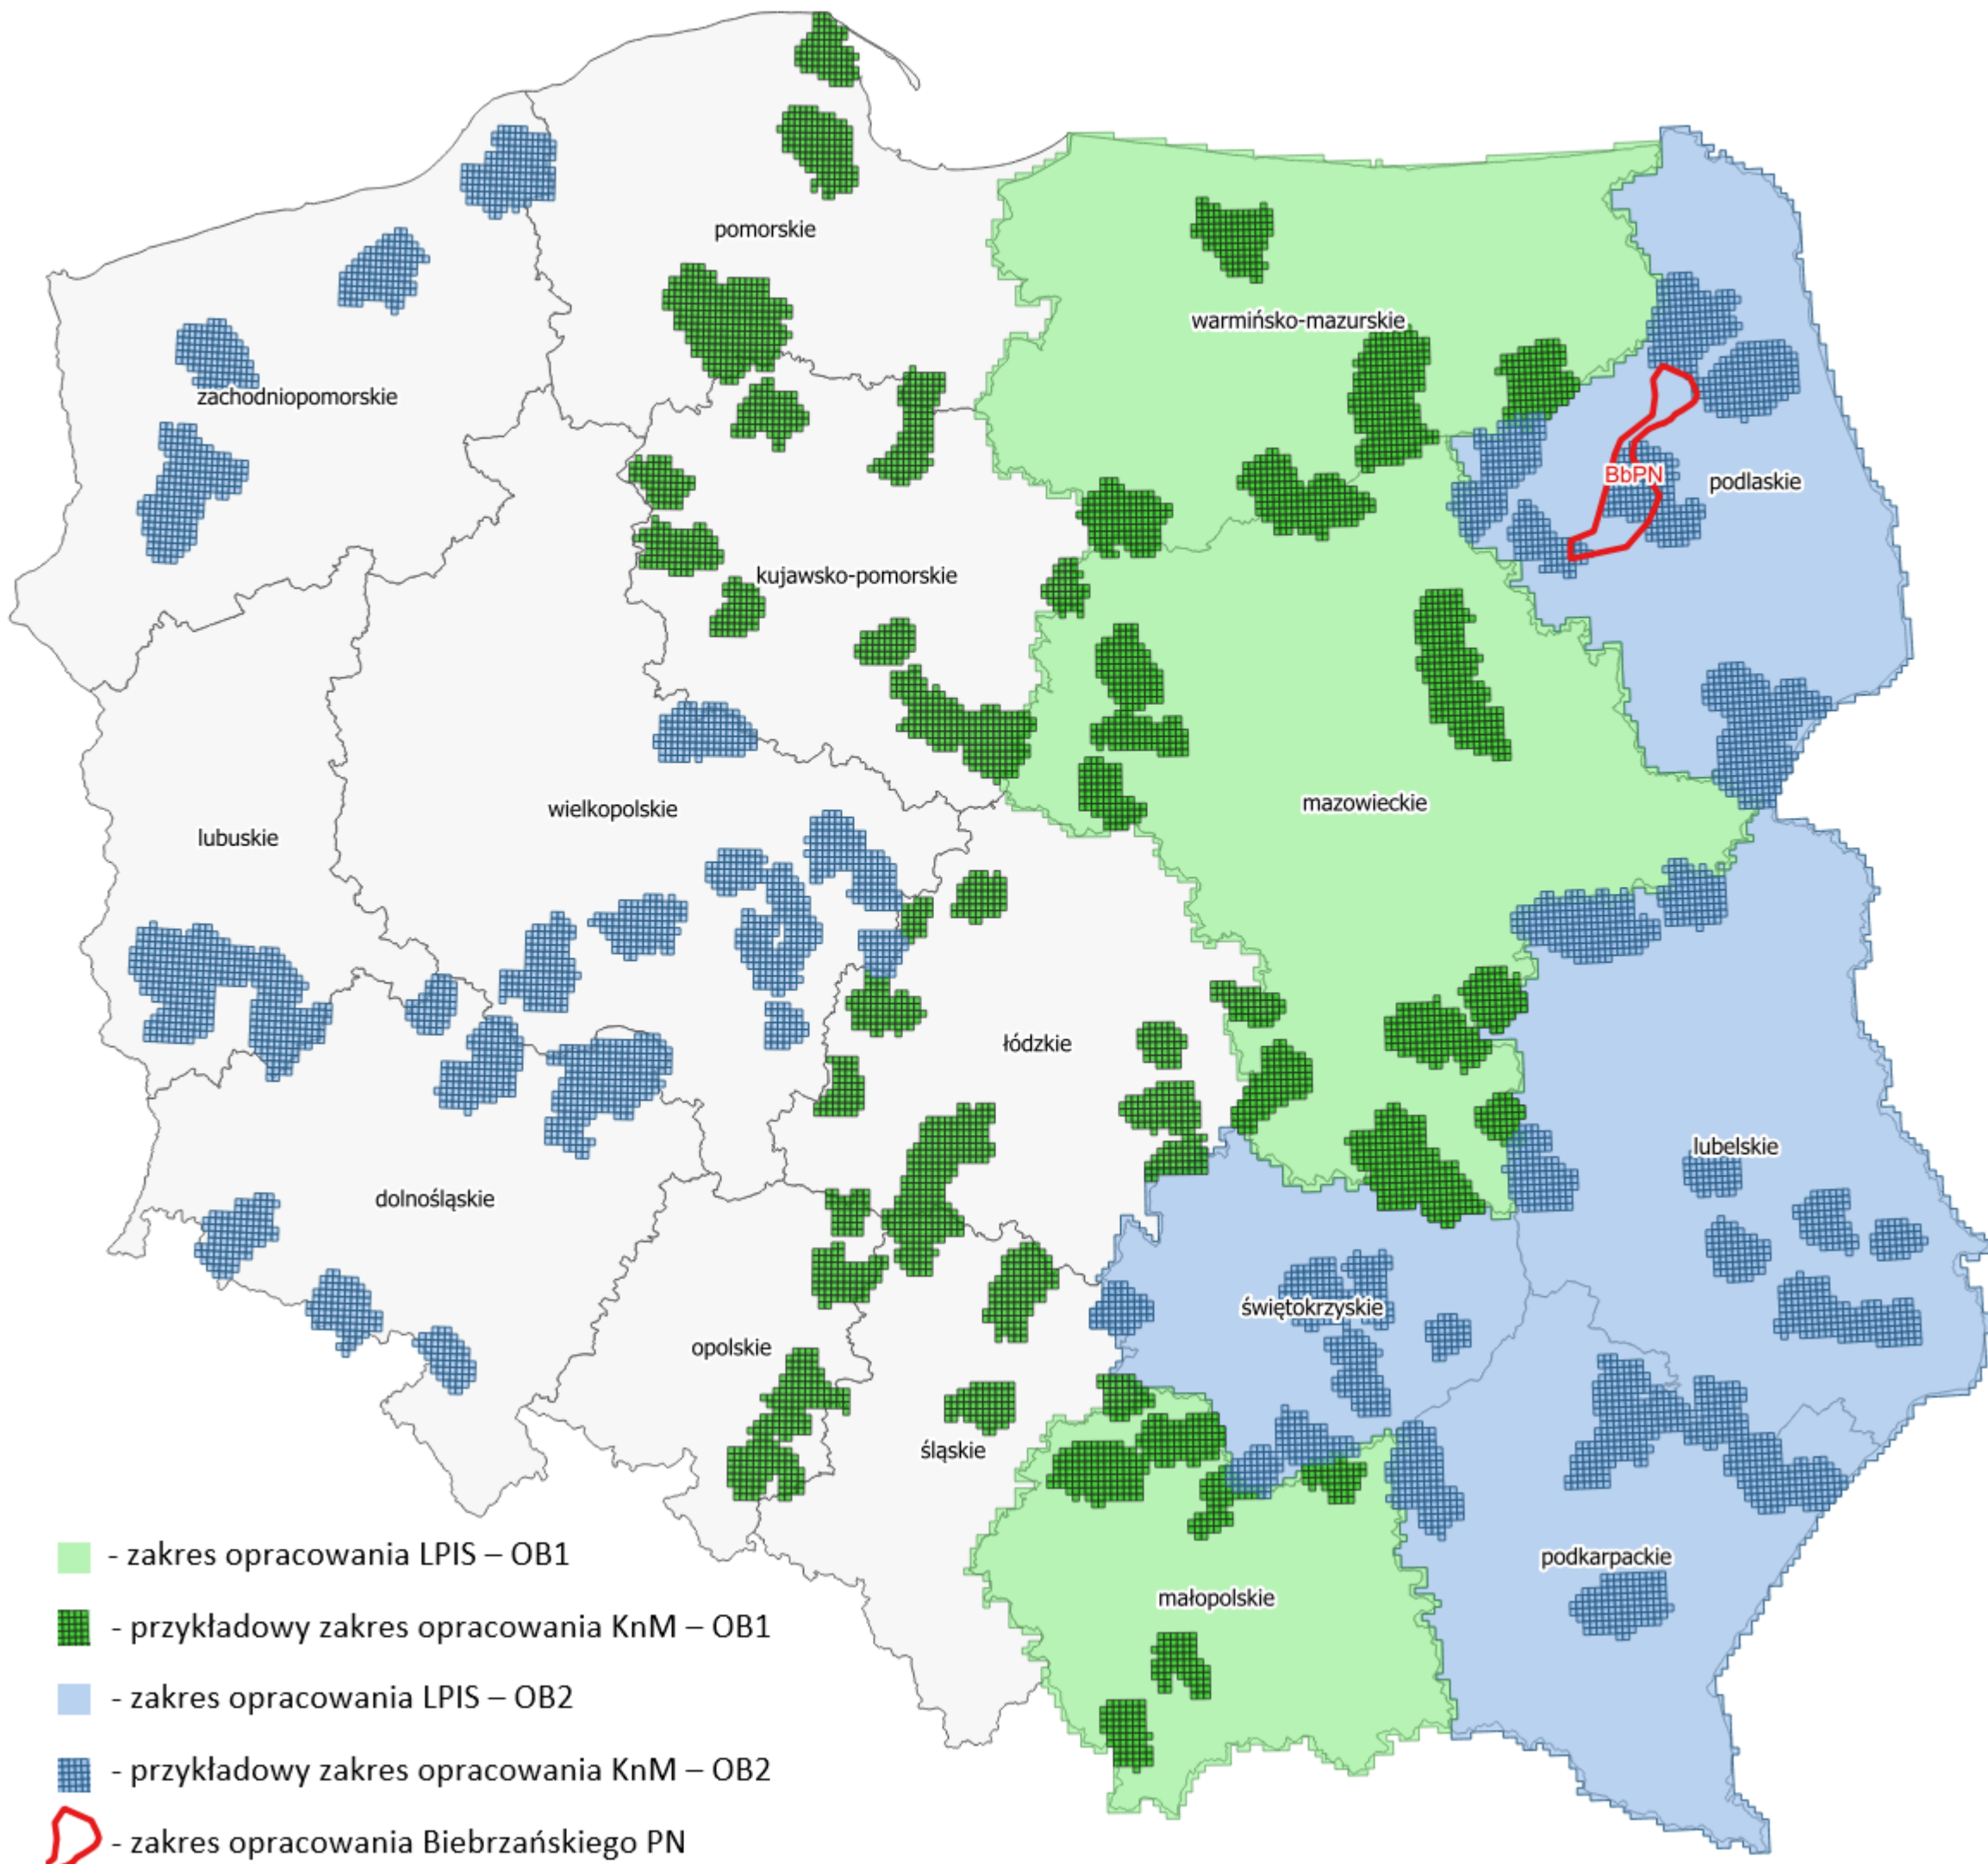 pomorskie
warmińsko-mazurskie
zachodniopomorskie
BbPN
podlaskie
kujawsko-pomorskie
mazowieckie
wielkopolskie
lubuskie
łódzkie
lubelskie
dolnośląskie
świętokrzyskie
opolskie
śląskie
podkarpackie
małopolskie
- zakres opracowania LPIS – OB1
- przykładowy zakres opracowania KnM – OB1
- zakres opracowania LPIS – OB2
- przykładowy zakres opracowania KnM – OB2
- zakres opracowania Biebrzańskiego PN